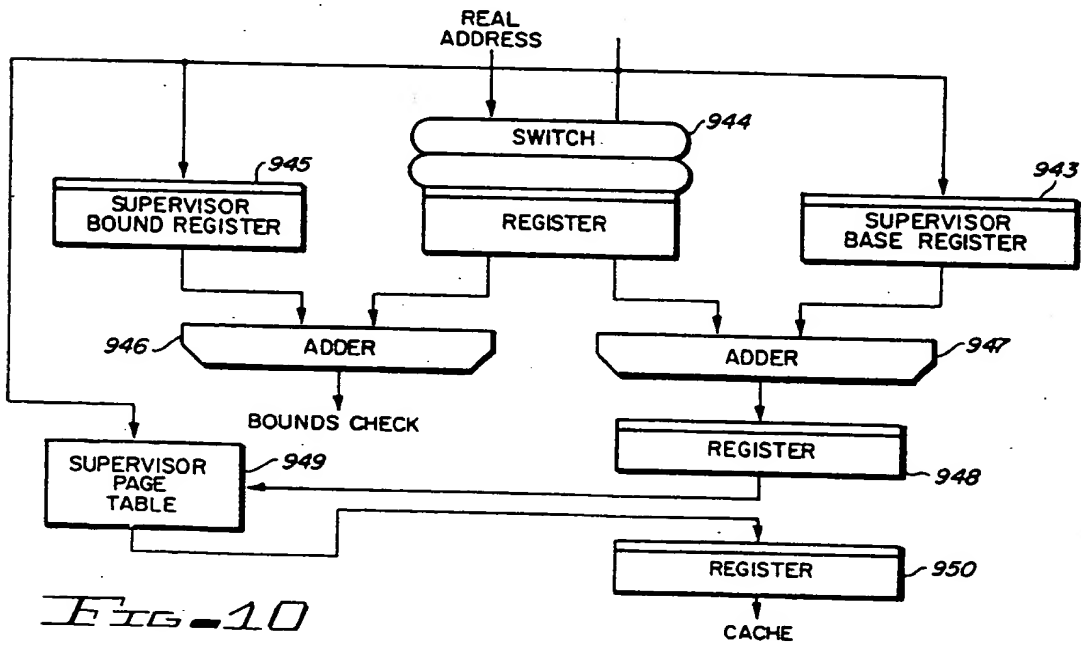 REAL
ADDRESS
SWITCH
944
945
SUPERVISOR
BOUND REGISTER
REGISTER
943
SUPERVISOR
BASE REGISTER
946
ADDER
ADDER
947
BOUNDS CHECK
REGISTER
948
SUPERVISOR
PAGE
TABLE
949
REGISTER
950
CACHE
FIG-10